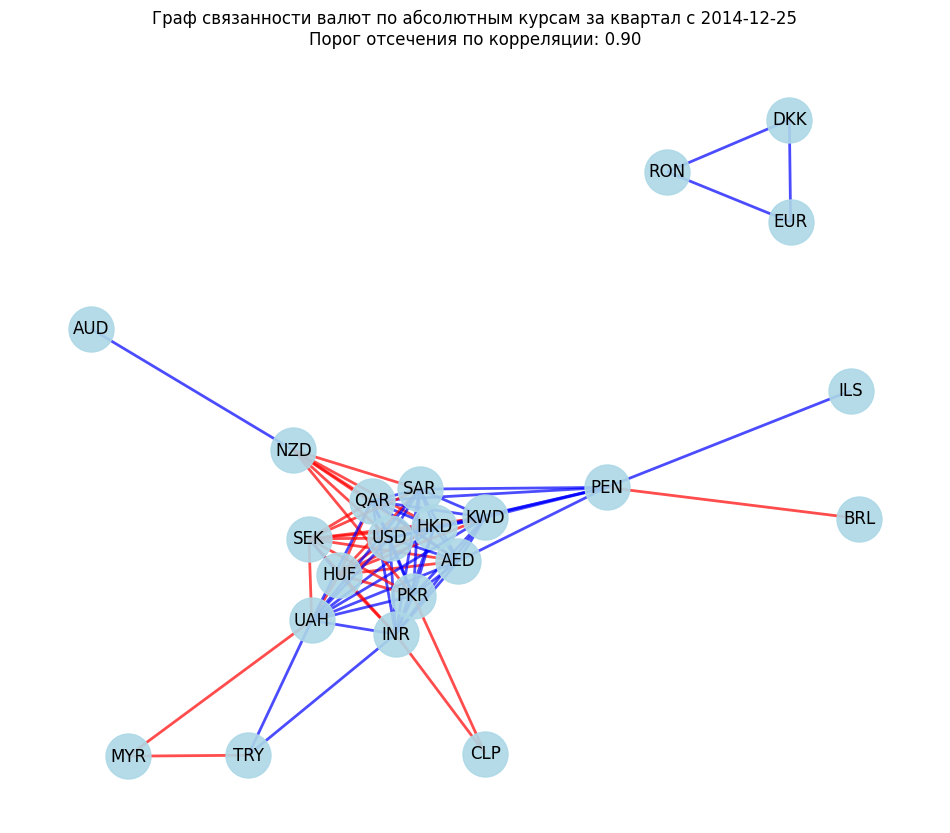 Граф связанности валют по абсолютным курсам за квартал с 2014-12-25
Порог отсечения по корреляции: 0.90
DKK
RON
EUR
AUD
ILS
NZD
SAR
PEN
QAR
KWD
BRL
HKD
SEK
USD
AED
HUF
PKR
UAH
INR
MYR
TRY
CLP